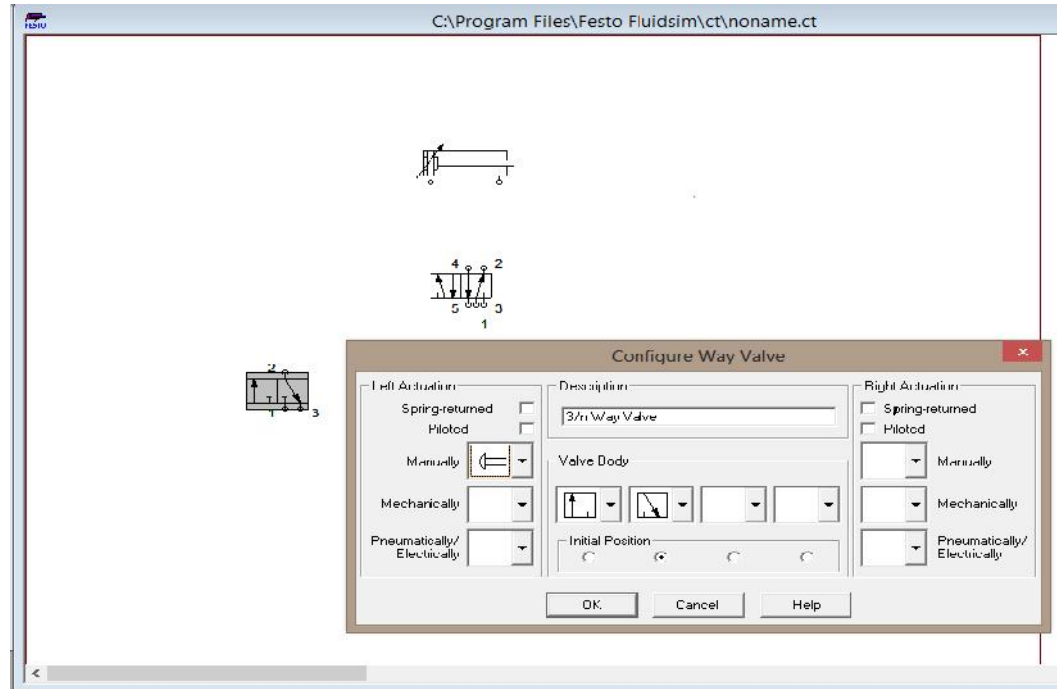 C:\Program Files\Festo Fluidsim\ct\noname.ct
FESTO
4 2
5 3
1
2
1 3
Configure Way Valve
Left Actuation
Spring-returned
Piloted
Manually
Mechanically
Pneumatically/
Electrically
Description
3/n Way Valve
Valve Body
Initial Position
Right Actuation
Spring-returned
Piloted
Manually
Mechanically
Pneumatically/
Electrically
OK
Cancel
Help